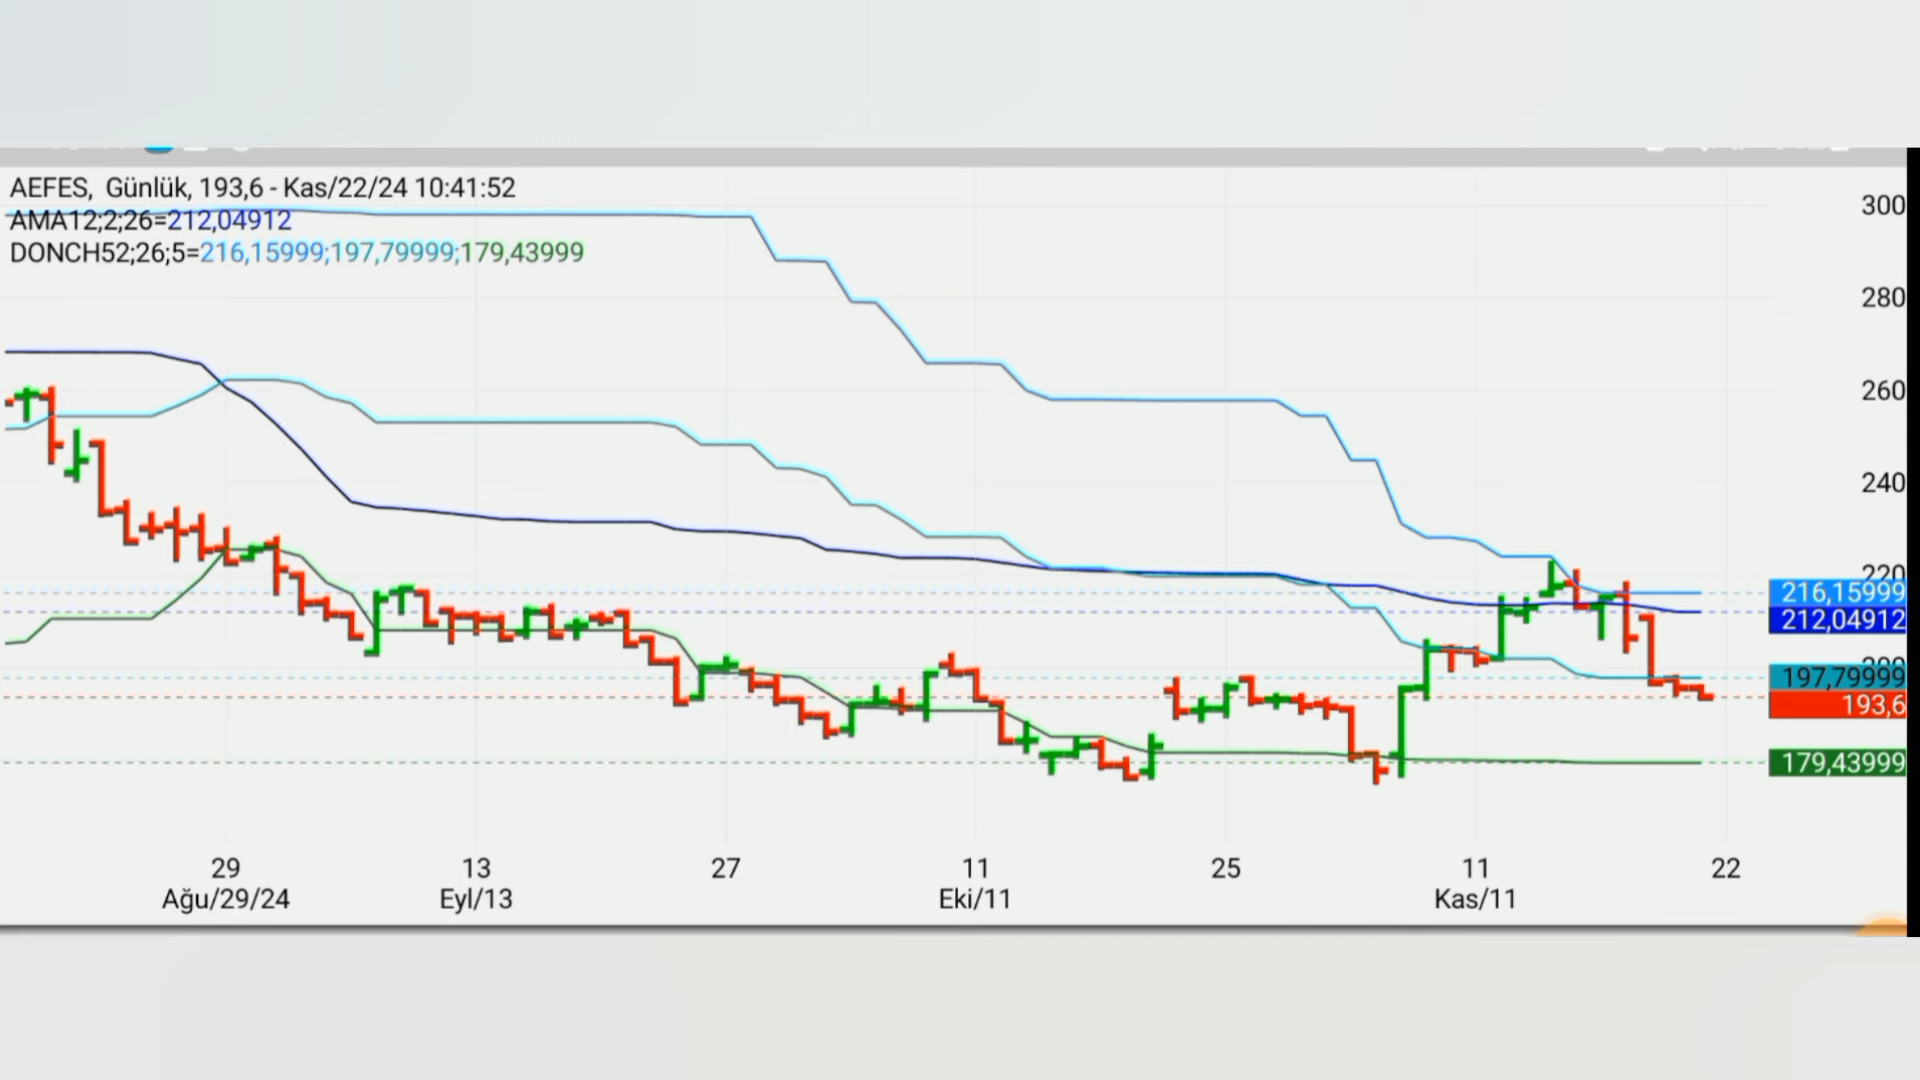 AEFES,  Günlük, 193,6 - Kas/22/24 10:41:52
AMA12;2;26=212,04912
DONCH52;26;5=216,15999;197,79999;179,43999
300
280
260
240
220
216,15999
212,04912
200
197,79999
193,6
179,43999
29 13 27 11 25 11 22
Ağu/29/24 Eyl/13 Eki/11 Kas/11